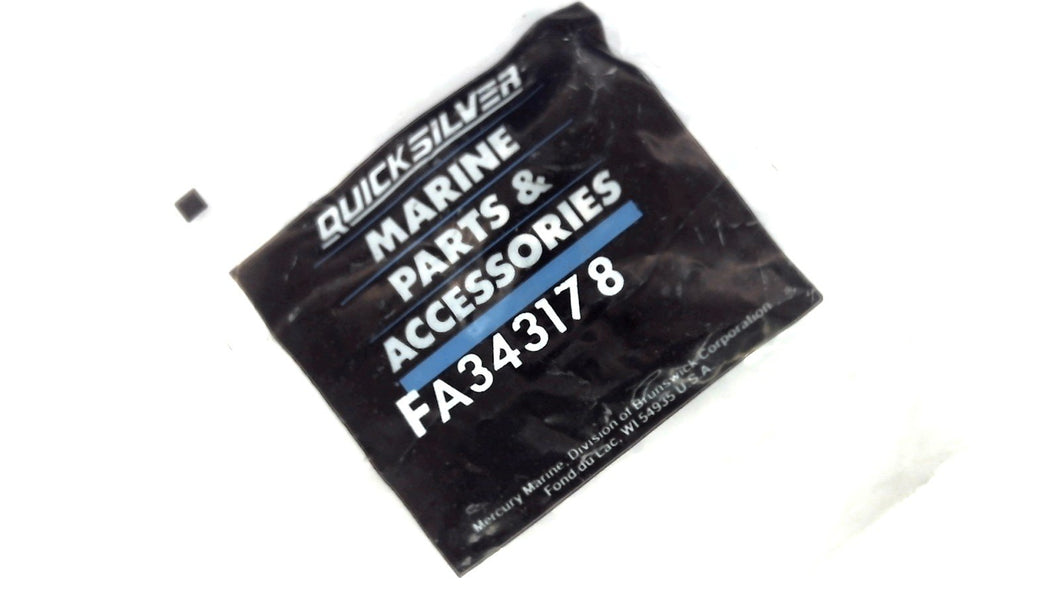 QUICKSILVER
MARINE
PARTS &
ACCESSORIES
FA343178
Mercury Marine, Division of Brunswick Corporation
Fond du Lac, WI 54935 U S A